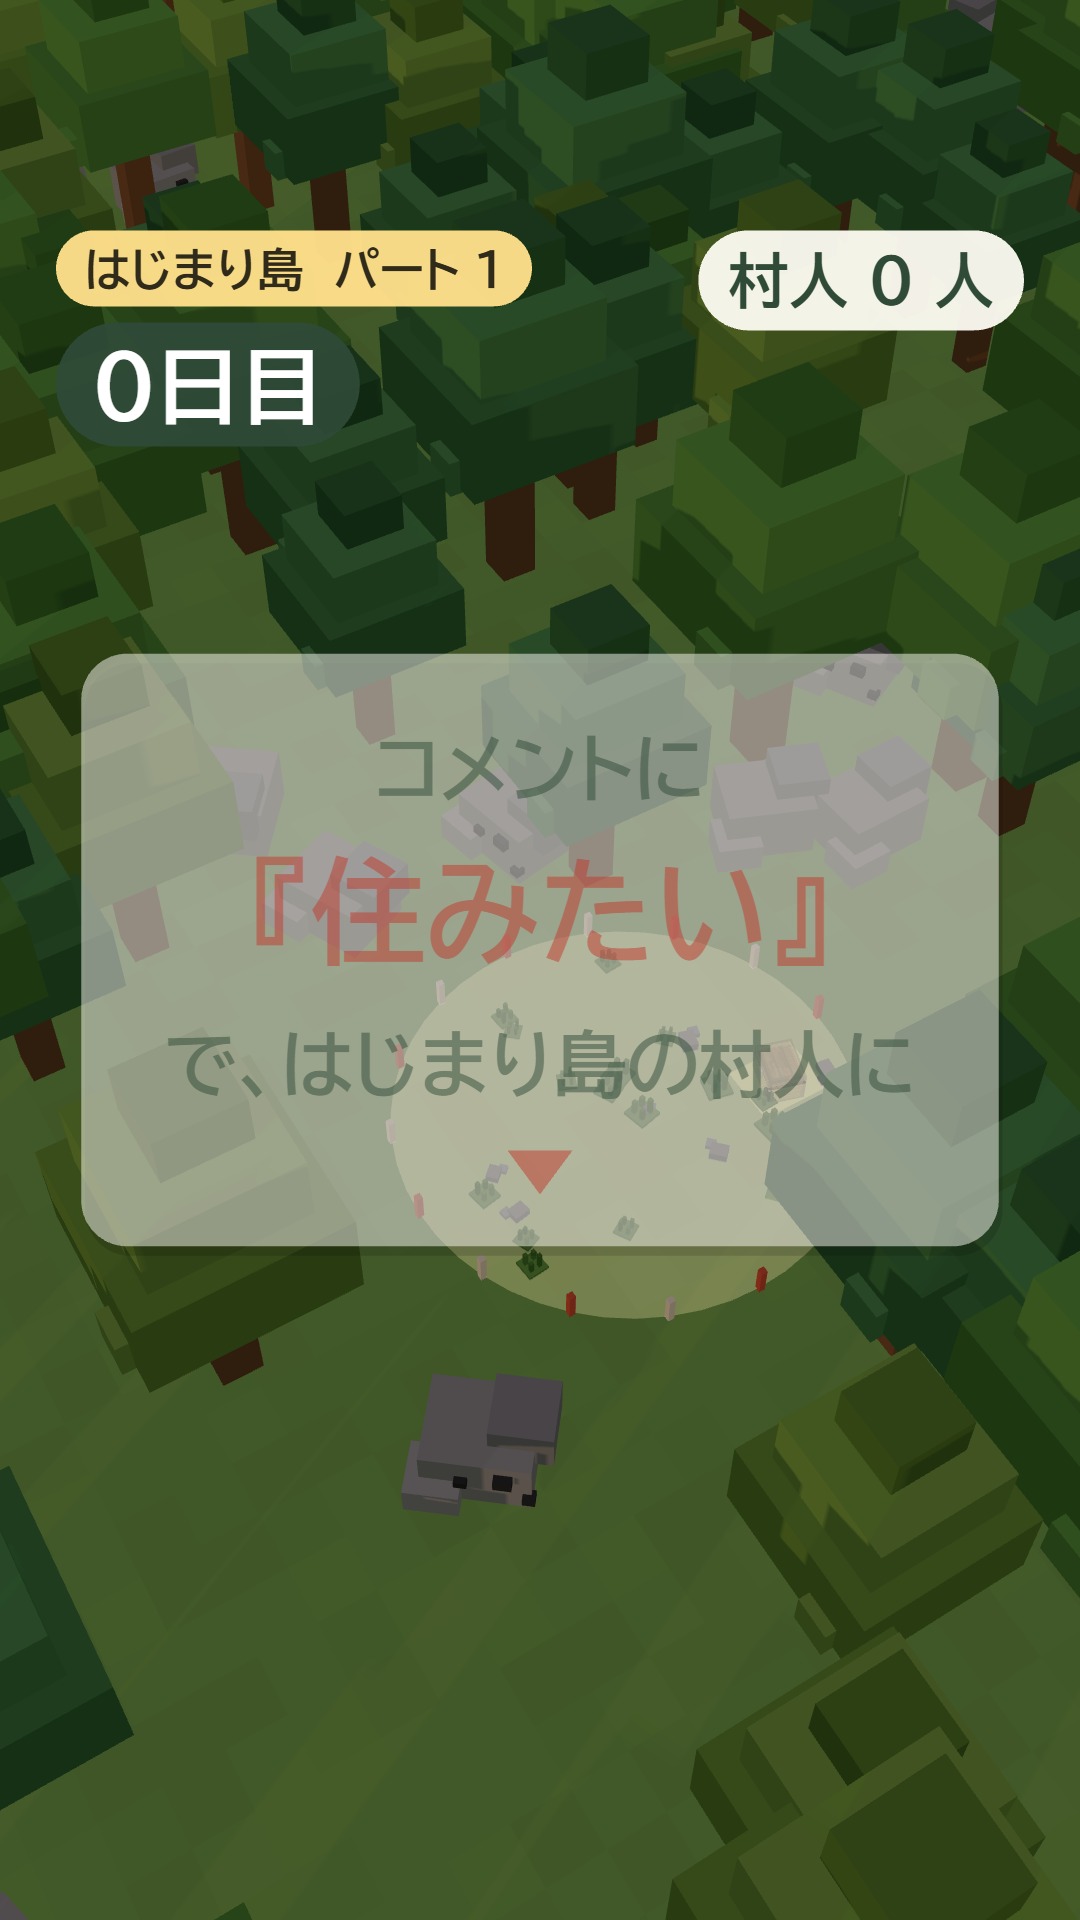 はじまり島 パート 1
村人 0 人
0日目
コメントに
『住みたい』
で、はじまり島の村人に